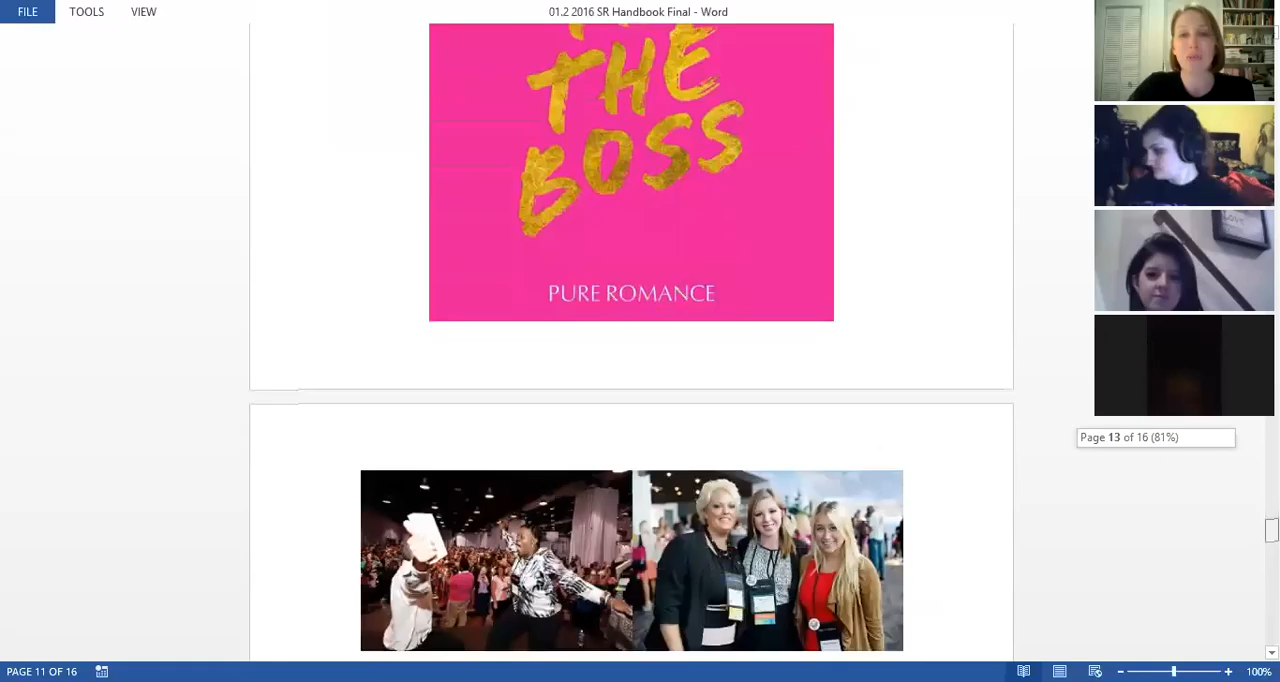 FILE TOOLS VIEW 01.2 2016 SR Handbook Final - Word
THE
BOSS
PURE ROMANCE
Page 13 of 16 (81%)
PAGE 11 OF 16 100%